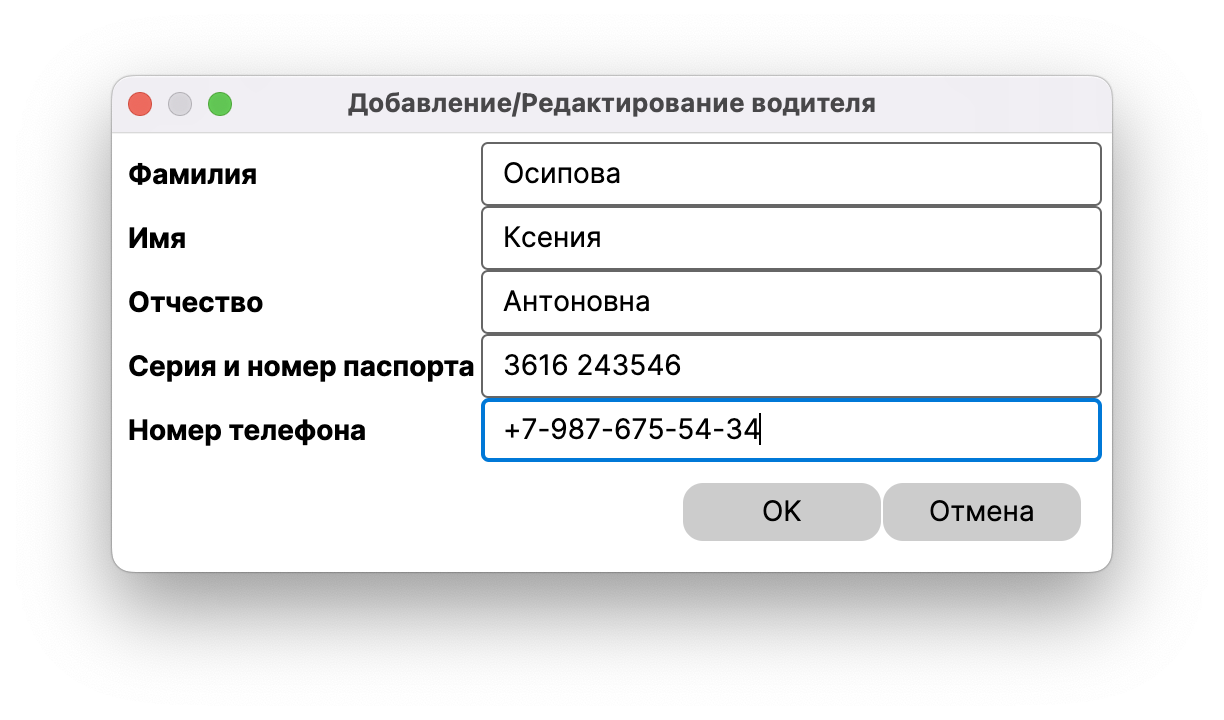 Добавление/Редактирование водителя
Фамилия Осипова
Имя Ксения
Отчество Антоновна
Серия и номер паспорта 3616 243546
Номер телефона +7-987-675-54-34
OK Отмена